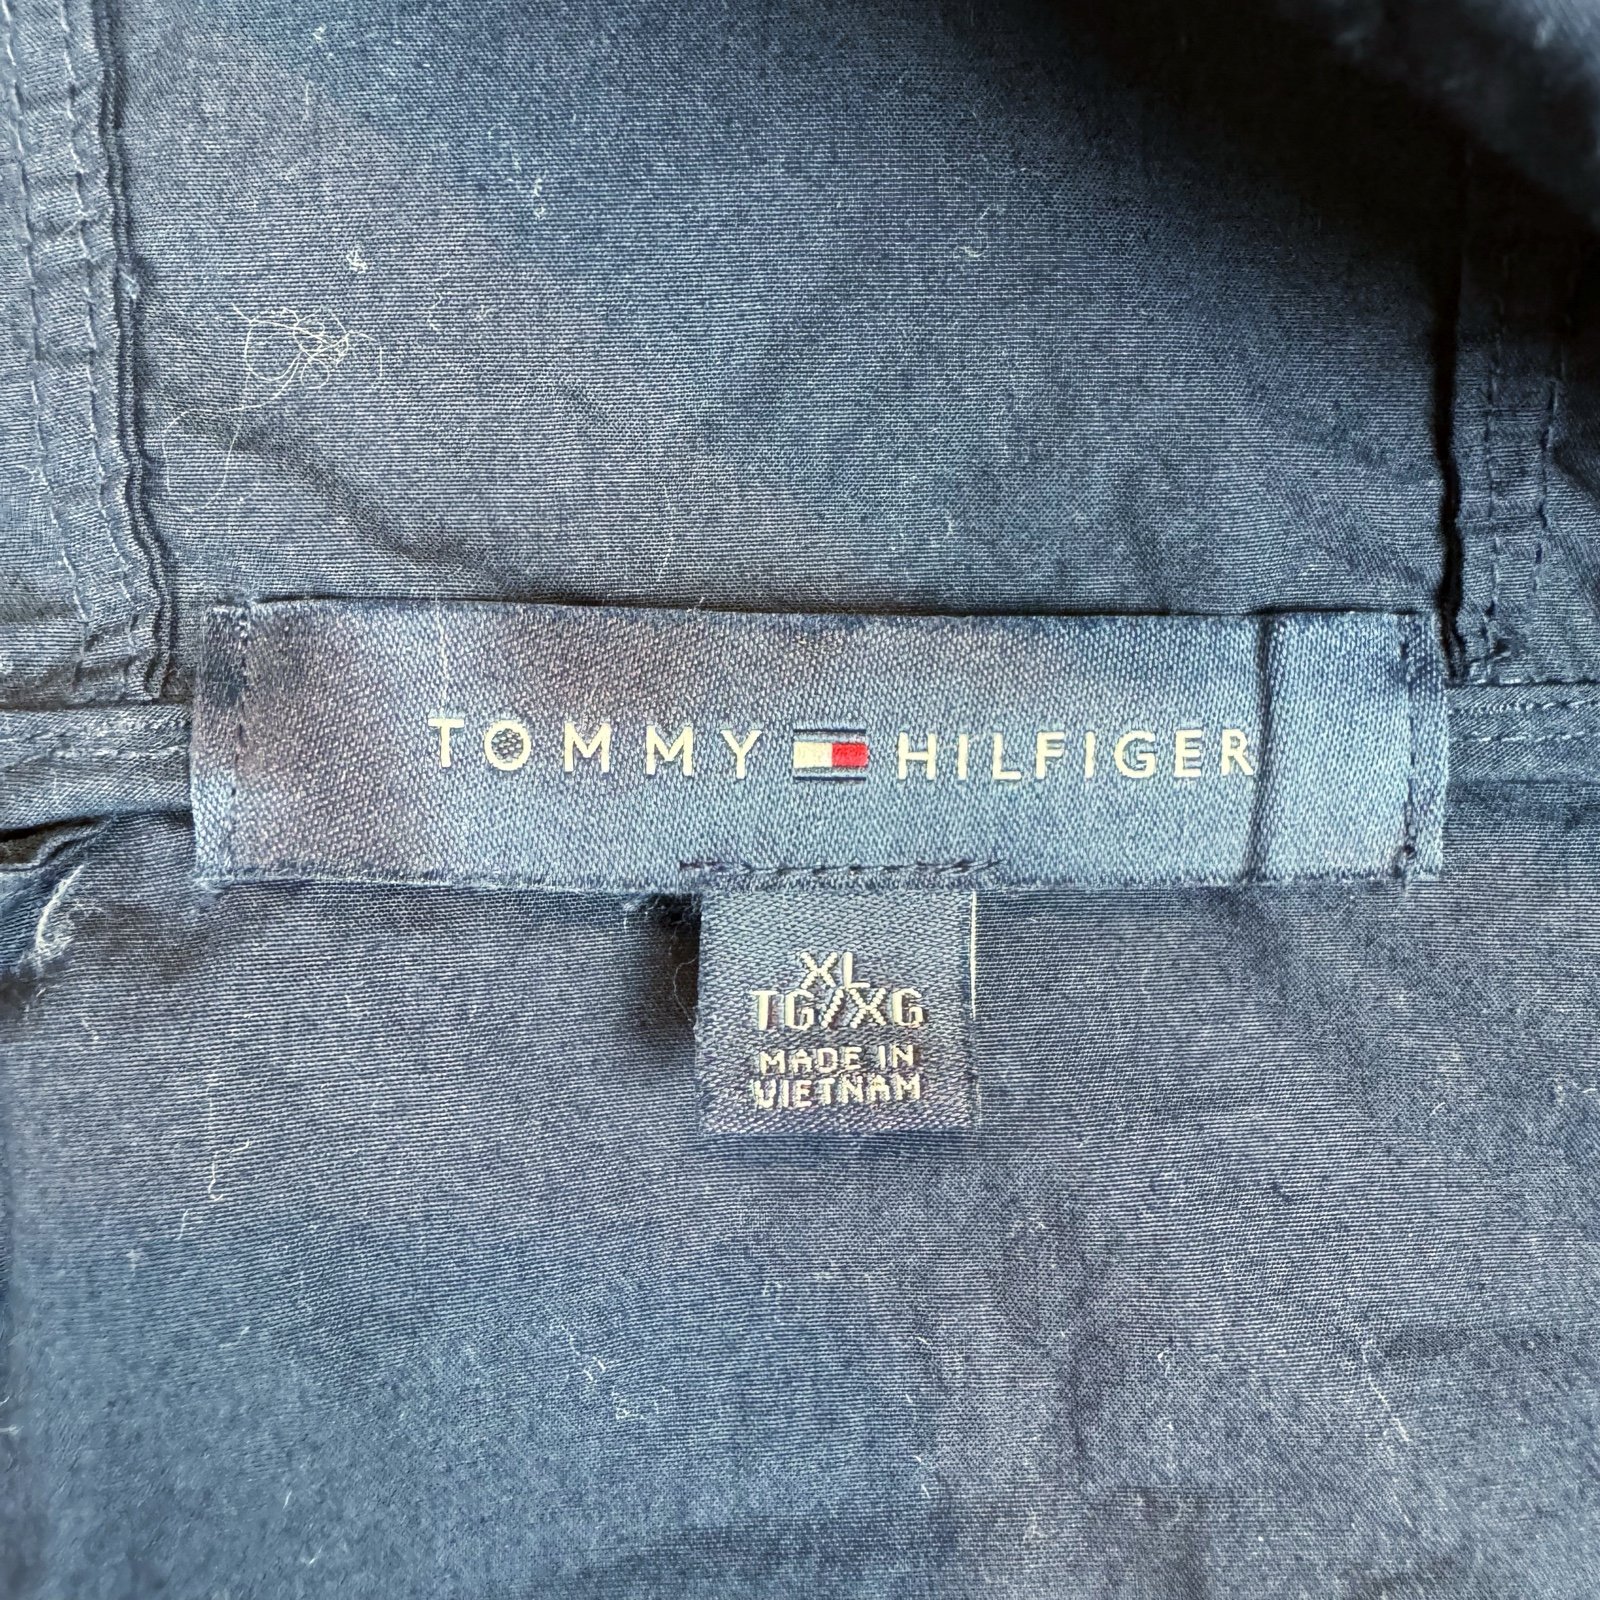 TOMMY HILFIGER
XL
TG/XG
MADE IN
VIETNAM